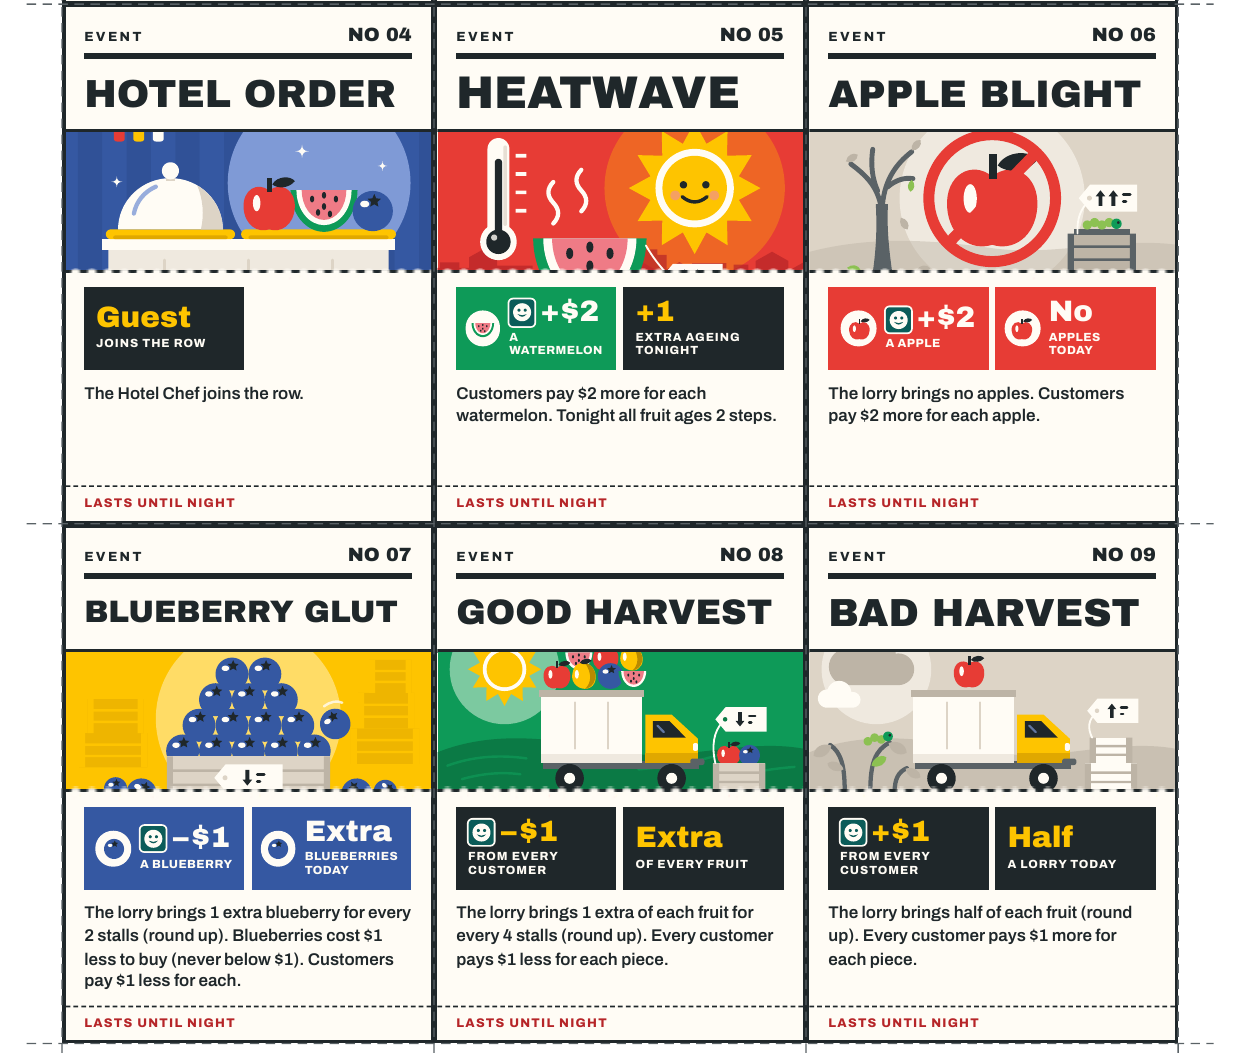 EVENT NO 04
HOTEL ORDER
Guest
JOINS THE ROW
The Hotel Chef joins the row.
LASTS UNTIL NIGHT
EVENT NO 05
HEATWAVE
+$2
A
WATERMELON
+1
EXTRA AGEING
TONIGHT
Customers pay $2 more for each
watermelon. Tonight all fruit ages 2 steps.
LASTS UNTIL NIGHT
EVENT NO 06
APPLE BLIGHT
+$2
A APPLE
No
APPLES
TODAY
The lorry brings no apples. Customers
pay $2 more for each apple.
LASTS UNTIL NIGHT
EVENT NO 07
BLUEBERRY GLUT
–$1
A BLUEBERRY
Extra
BLUEBERRIES
TODAY
The lorry brings 1 extra blueberry for every
2 stalls (round up). Blueberries cost $1
less to buy (never below $1). Customers
pay $1 less for each.
LASTS UNTIL NIGHT
EVENT NO 08
GOOD HARVEST
–$1
FROM EVERY
CUSTOMER
Extra
OF EVERY FRUIT
The lorry brings 1 extra of each fruit for
every 4 stalls (round up). Every customer
pays $1 less for each piece.
LASTS UNTIL NIGHT
EVENT NO 09
BAD HARVEST
+$1
FROM EVERY
CUSTOMER
Half
A LORRY TODAY
The lorry brings half of each fruit (round
up). Every customer pays $1 more for
each piece.
LASTS UNTIL NIGHT